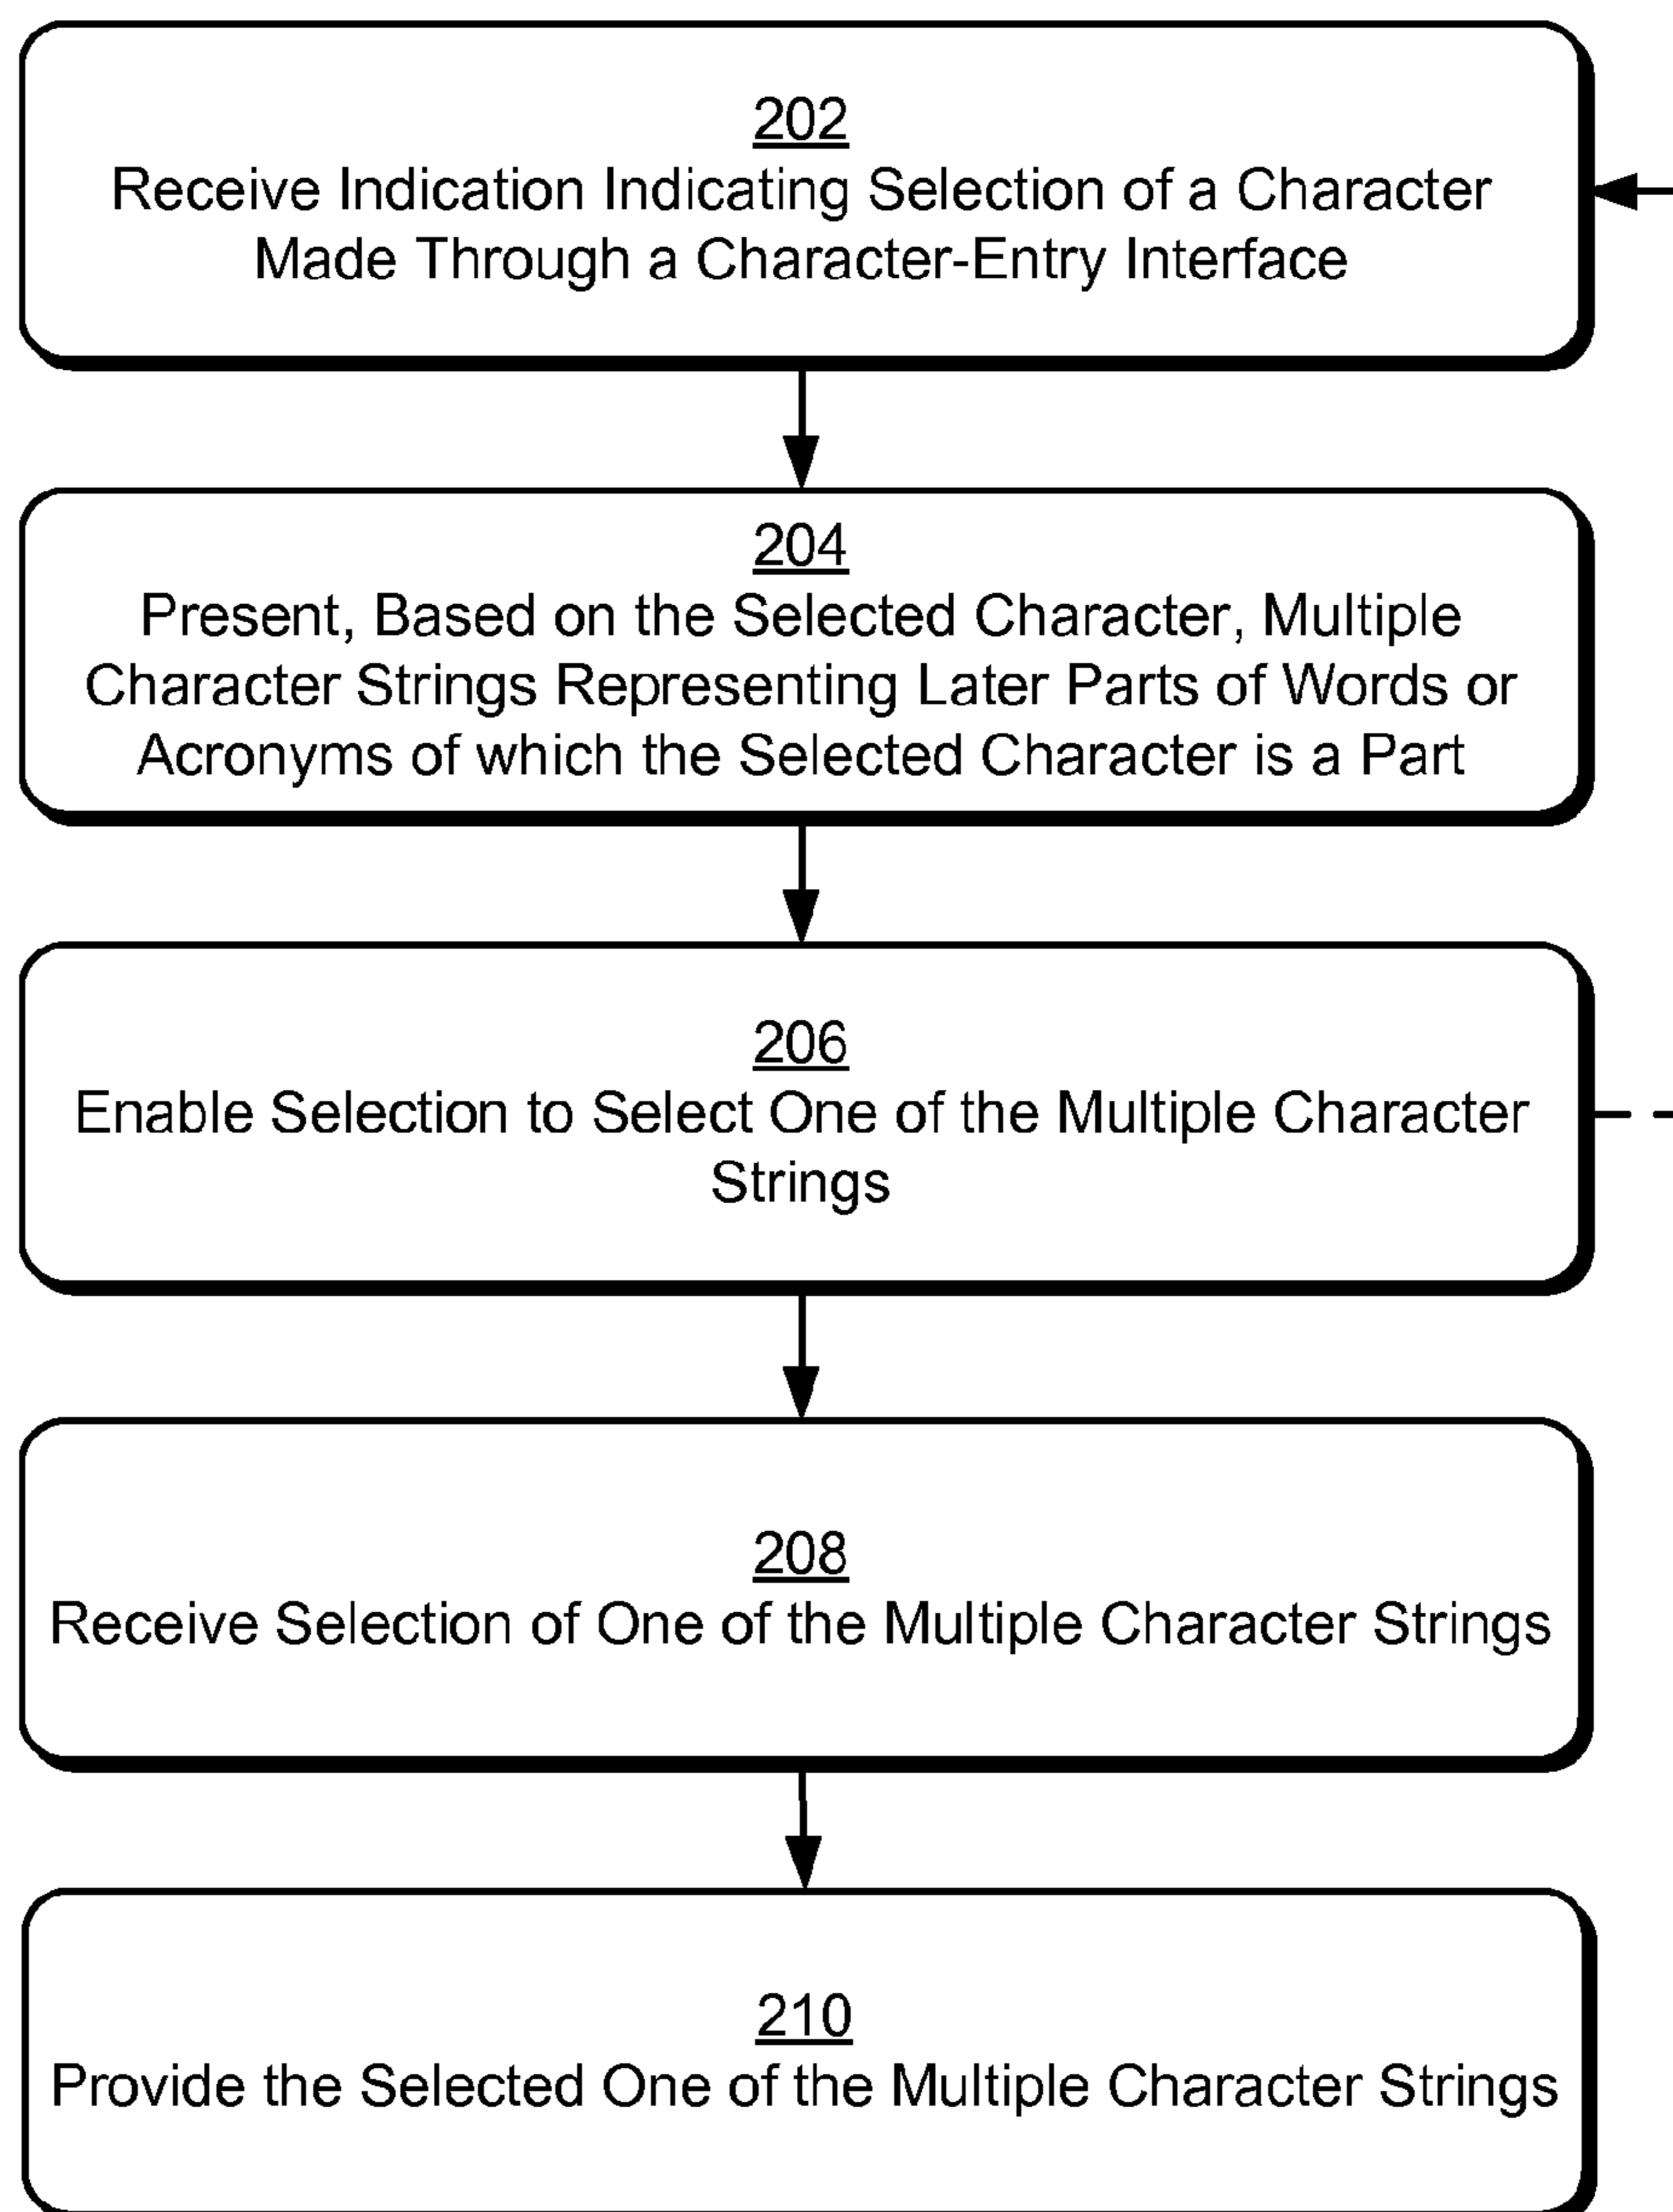 202
Receive Indication Indicating Selection of a Character
Made Through a Character-Entry Interface
204
Present, Based on the Selected Character, Multiple
Character Strings Representing Later Parts of Words or
Acronyms of which the Selected Character is a Part
206
Enable Selection to Select One of the Multiple Character
Strings
208
Receive Selection of One of the Multiple Character Strings
210
Provide the Selected One of the Multiple Character Strings